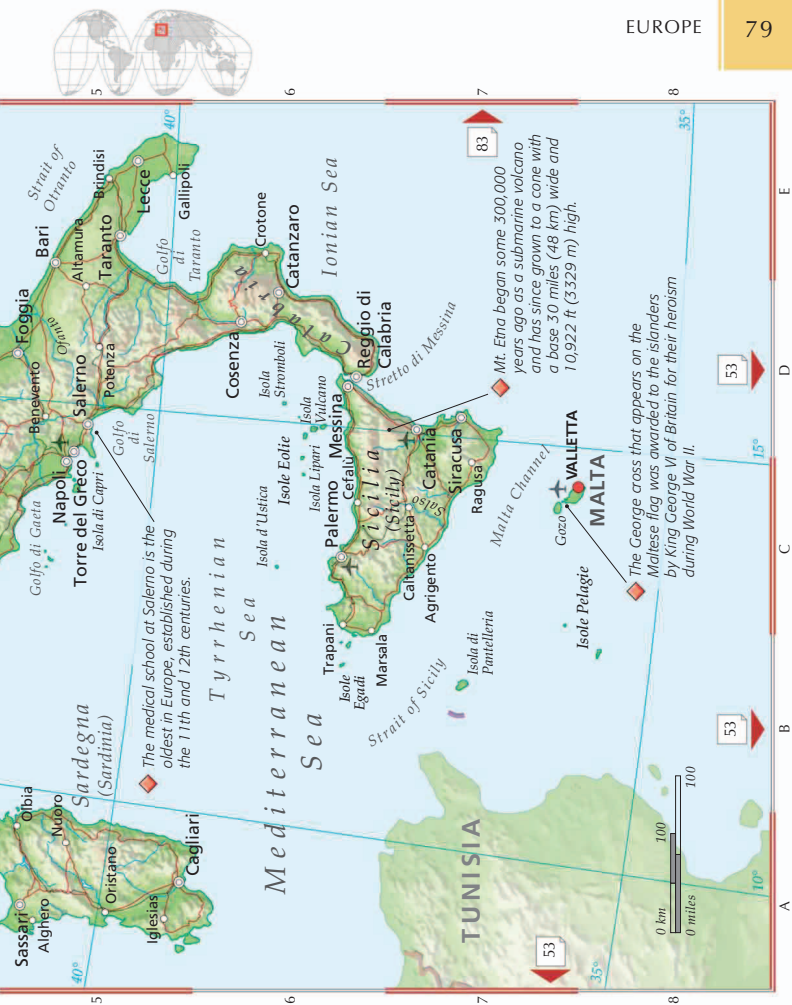 EUROPE 79
5
6
7
8
E
D
C
B
A
5
6
7
8
40°
35°
40°
35°
15°
10°
83
53
53
53
Strait of
Otranto
Brindisi
Lecce
Gallipoli
Bari
Altamura
Taranto
Golfo
di
Taranto
Foggia
Ofanto
Benevento
Potenza
Salerno
Golfo
di
Salerno
Napoli
Torre del Greco
Isola di Capri
Golfo di Gaeta
Crotone
Catanzaro
Ionian Sea
Calabria
Cosenza
Reggio di
Calabria
Stretto di Messina
Isola
Stromboli
Isola
Vulcano
Messina
Isole Eolie
Isola Lipari
Cefalù
Isola d'Ustica
Palermo
Sicilia
(Sicily)
Catania
Siracusa
Salso
Ragusa
Caltanissetta
Agrigento
Trapani
Isole
Egadi
Marsala
Tyrrhenian
Sea
Mediterranean
Sea
Strait of Sicily
Isola di
Pantelleria
Malta Channel
Gozo
VALLETTA
MALTA
Isole Pelagie
Sardegna
(Sardinia)
Olbia
Nuoro
Sassari
Alghero
Oristano
Iglesias
Cagliari
TUNISIA
The medical school at Salerno is the
oldest in Europe, established during
the 11th and 12th centuries.
Mt. Etna began some 300,000
years ago as a submarine volcano
and has since grown to a cone with
a base 30 miles (48 km) wide and
10,922 ft (3329 m) high.
The George cross that appears on the
Maltese flag was awarded to the islanders
by King George VI of Britain for their heroism
during World War II.
0 km 100
0 miles 100